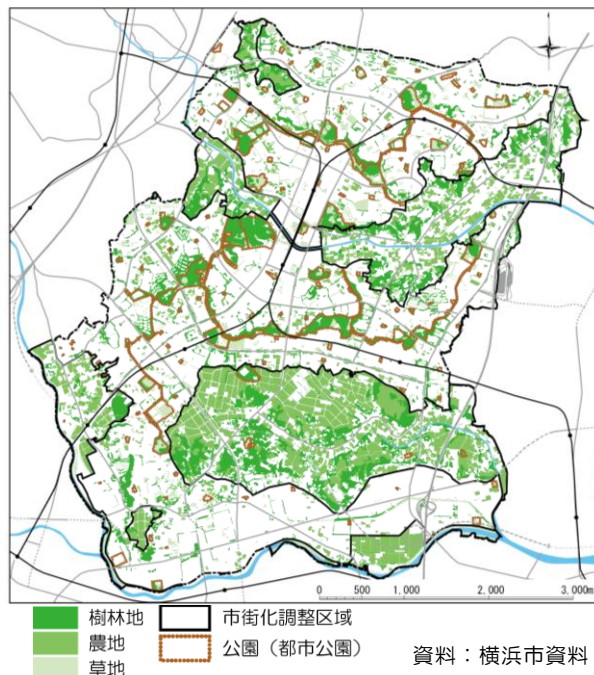 0 500 1,000 2,000 3,000m
樹林地 市街化調整区域
農地 公園（都市公園）
草地
資料：横浜市資料